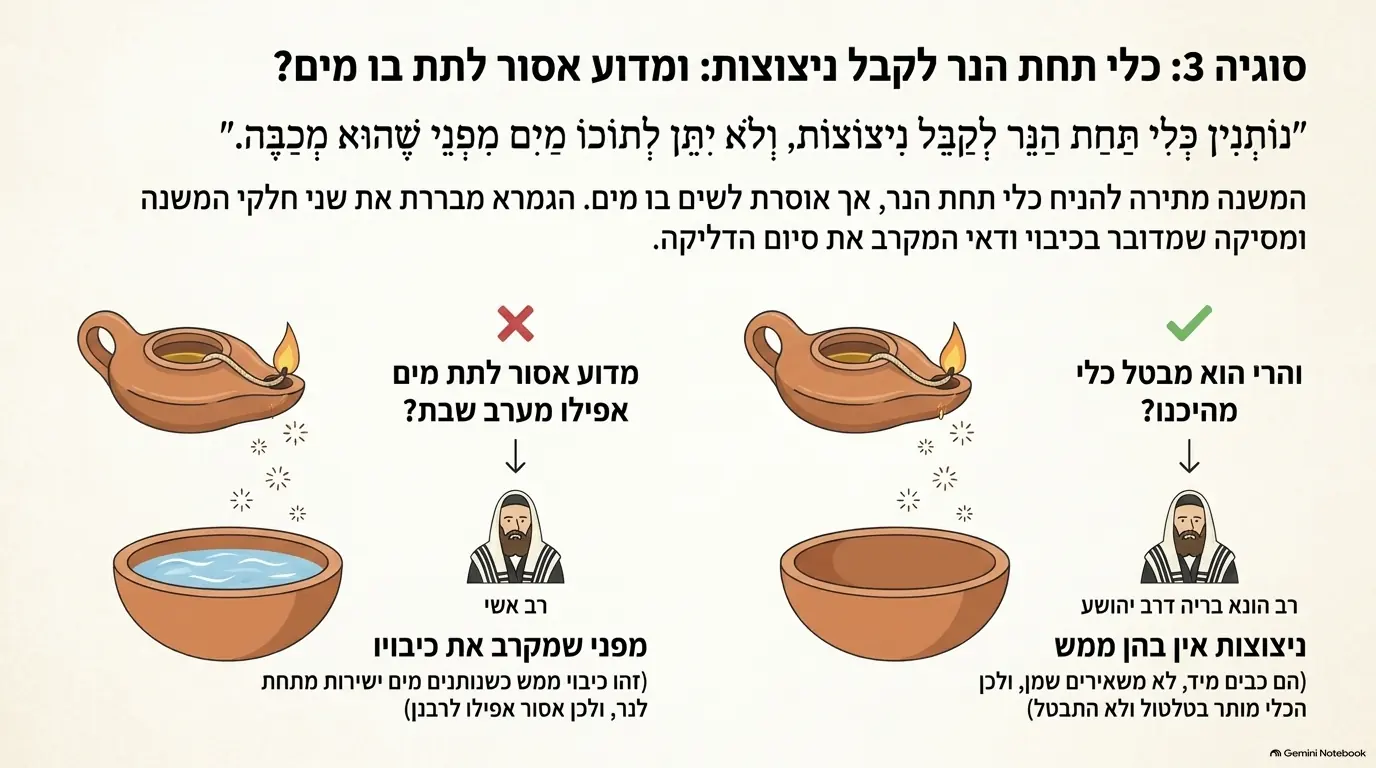 סוגיה 3: כלי תחת הנר לקבל ניצוצות: ומדוע אסור לתת בו מים?
"נוֹתְנִין כְּלִי תַּחַת הַנֵּר לְקַבֵּל נִיצוֹצוֹת, וְלֹא יִתֵּן לְתוֹכוֹ מַיִם מִפְנֵי שֶׁהוּא מְכַבֶּה."
המשנה מתירה להניח כלי תחת הנר, אך אוסרת לשים בו מים. הגמרא מבררת את שני חלקי המשנה
ומסיקה שמדובר בכיבוי ודאי המקרב את סיום הדליקה.
והרי הוא מבטל כלי
מהיכנו?
רב הונא בריה דרב יהושע
ניצוצות אין בהן ממש
(הם כבים מיד, לא משאירים שמן, ולכן
הכלי מותר בטלטול ולא התבטל)
מדוע אסור לתת מים
אפילו מערב שבת?
רב אשי
מפני שמקרב את כיבויו
(זהו כיבוי ממש כשנותנים מים ישירות מתחת
לנר, ולכן אסור אפילו לרבנן)
Gemini Notebook